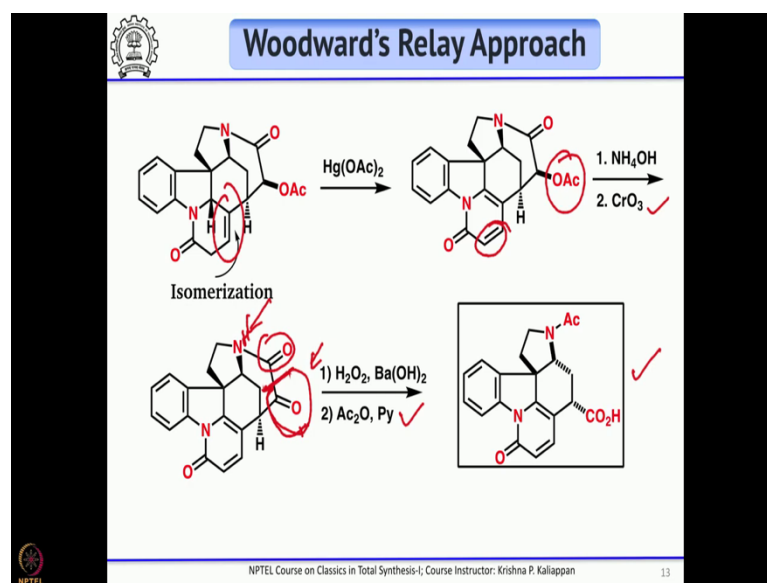 Woodward's Relay Approach
N
O
OAc
H
H
N
O
Isomerization
Hg(OAc)2
N
O
OAc
H
N
O
1. NH4OH
2. CrO3
N
O
O
H
N
O
1) H2O2, Ba(OH)2
2) Ac2O, Py
N
Ac
CO2H
N
O
NPTEL Course on Classics in Total Synthesis-I; Course Instructor: Krishna P. Kaliappan
13
NPTEL